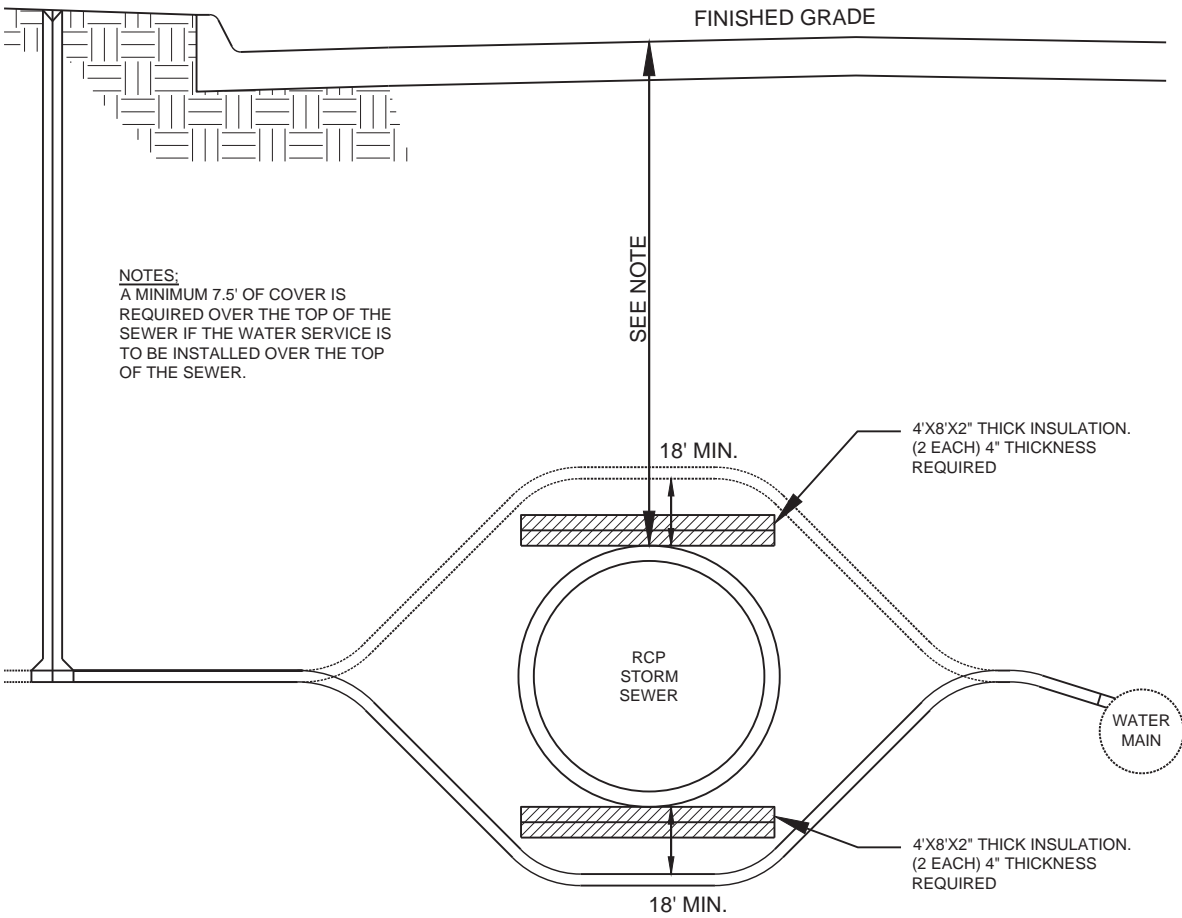 FINISHED GRADE
SEE NOTE
NOTES;
A MINIMUM 7.5' OF COVER IS
REQUIRED OVER THE TOP OF THE
SEWER IF THE WATER SERVICE IS
TO BE INSTALLED OVER THE TOP
OF THE SEWER.
18' MIN.
4'X8'X2" THICK INSULATION.
(2 EACH) 4" THICKNESS
REQUIRED
RCP
STORM
SEWER
WATER
MAIN
4'X8'X2" THICK INSULATION.
(2 EACH) 4" THICKNESS
REQUIRED
18' MIN.